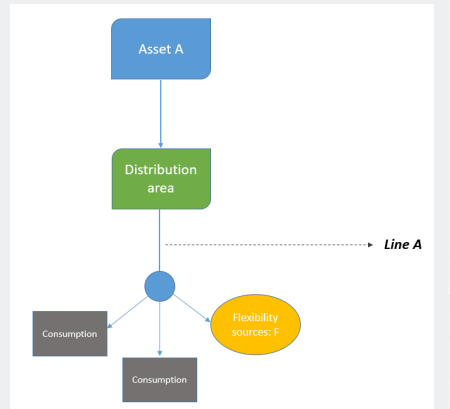 Asset A
Distribution
area
Line A
Flexibility
sources: F
Consumption
Consumption